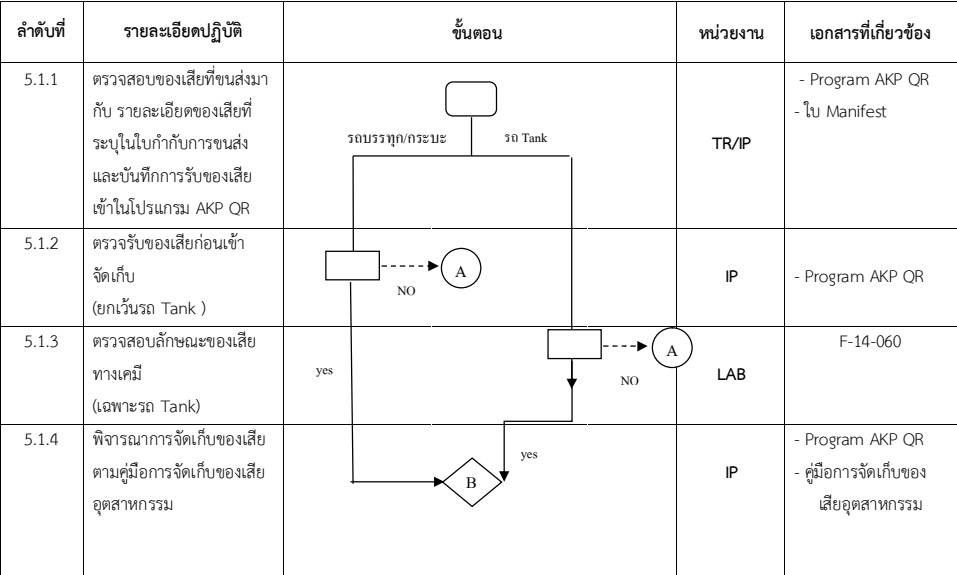 ลำดับที่ รายละเอียดปฏิบัติ ขั้นตอน หน่วยงาน เอกสารที่เกี่ยวข้อง
5.1.1
ตรวจสอบของเสียที่ขนส่งมา
กับ รายละเอียดของเสียที่
ระบุในใบกำกับการขนส่ง
และบันทึกการรับของเสีย
เข้าในโปรแกรม AKP QR
รถบรรทุก/กระบะ รถ Tank
TR/IP
- Program AKP QR
- ใบ Manifest
5.1.2
ตรวจรับของเสียก่อนเข้า
จัดเก็บ
(ยกเว้นรถ Tank )
A
NO
IP
- Program AKP QR
5.1.3
ตรวจสอบลักษณะของเสีย
ทางเคมี
(เฉพาะรถ Tank)
yes
A
NO
LAB
F-14-060
5.1.4
พิจารณาการจัดเก็บของเสีย
ตามคู่มือการจัดเก็บของเสีย
อุตสาหกรรม
yes
B
IP
- Program AKP QR
- คู่มือการจัดเก็บของ
เสียอุตสาหกรรม